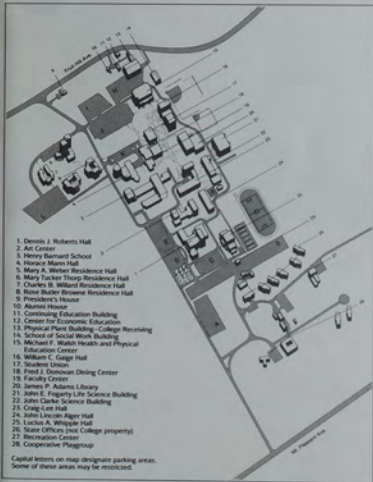 Fruit Hill Ave.
1. Dennis J. Roberts Hall
2. Art Center
3. Henry Barnard School
4. Horace Mann Hall
5. Mary A. Weber Residence Hall
6. Mary Tucker Thorp Residence Hall
7. Charles B. Willard Residence Hall
8. Rose Butler Browne Residence Hall
9. President's House
10. Alumni House
11. Continuing Education Building
12. Center for Economic Education
13. Physical Plant Building - College Receiving
14. School of Social Work Building
15. Michael F. Walsh Health and Physical
Education Center
16. William C. Gaige Hall
17. Student Union
18. Fred J. Donovan Dining Center
19. Faculty Center
20. James P. Adams Library
21. John E. Fogarty Life Science Building
22. John Clarke Science Building
23. Craig-Lee Hall
24. John Lincoln Alger Hall
25. Lucius A. Whipple Hall
26. State Offices (not College property)
27. Recreation Center
28. Cooperative Playgroup
Capital letters on map designate parking areas.
Some of these areas may be restricted.
Mt. Pleasant Ave.